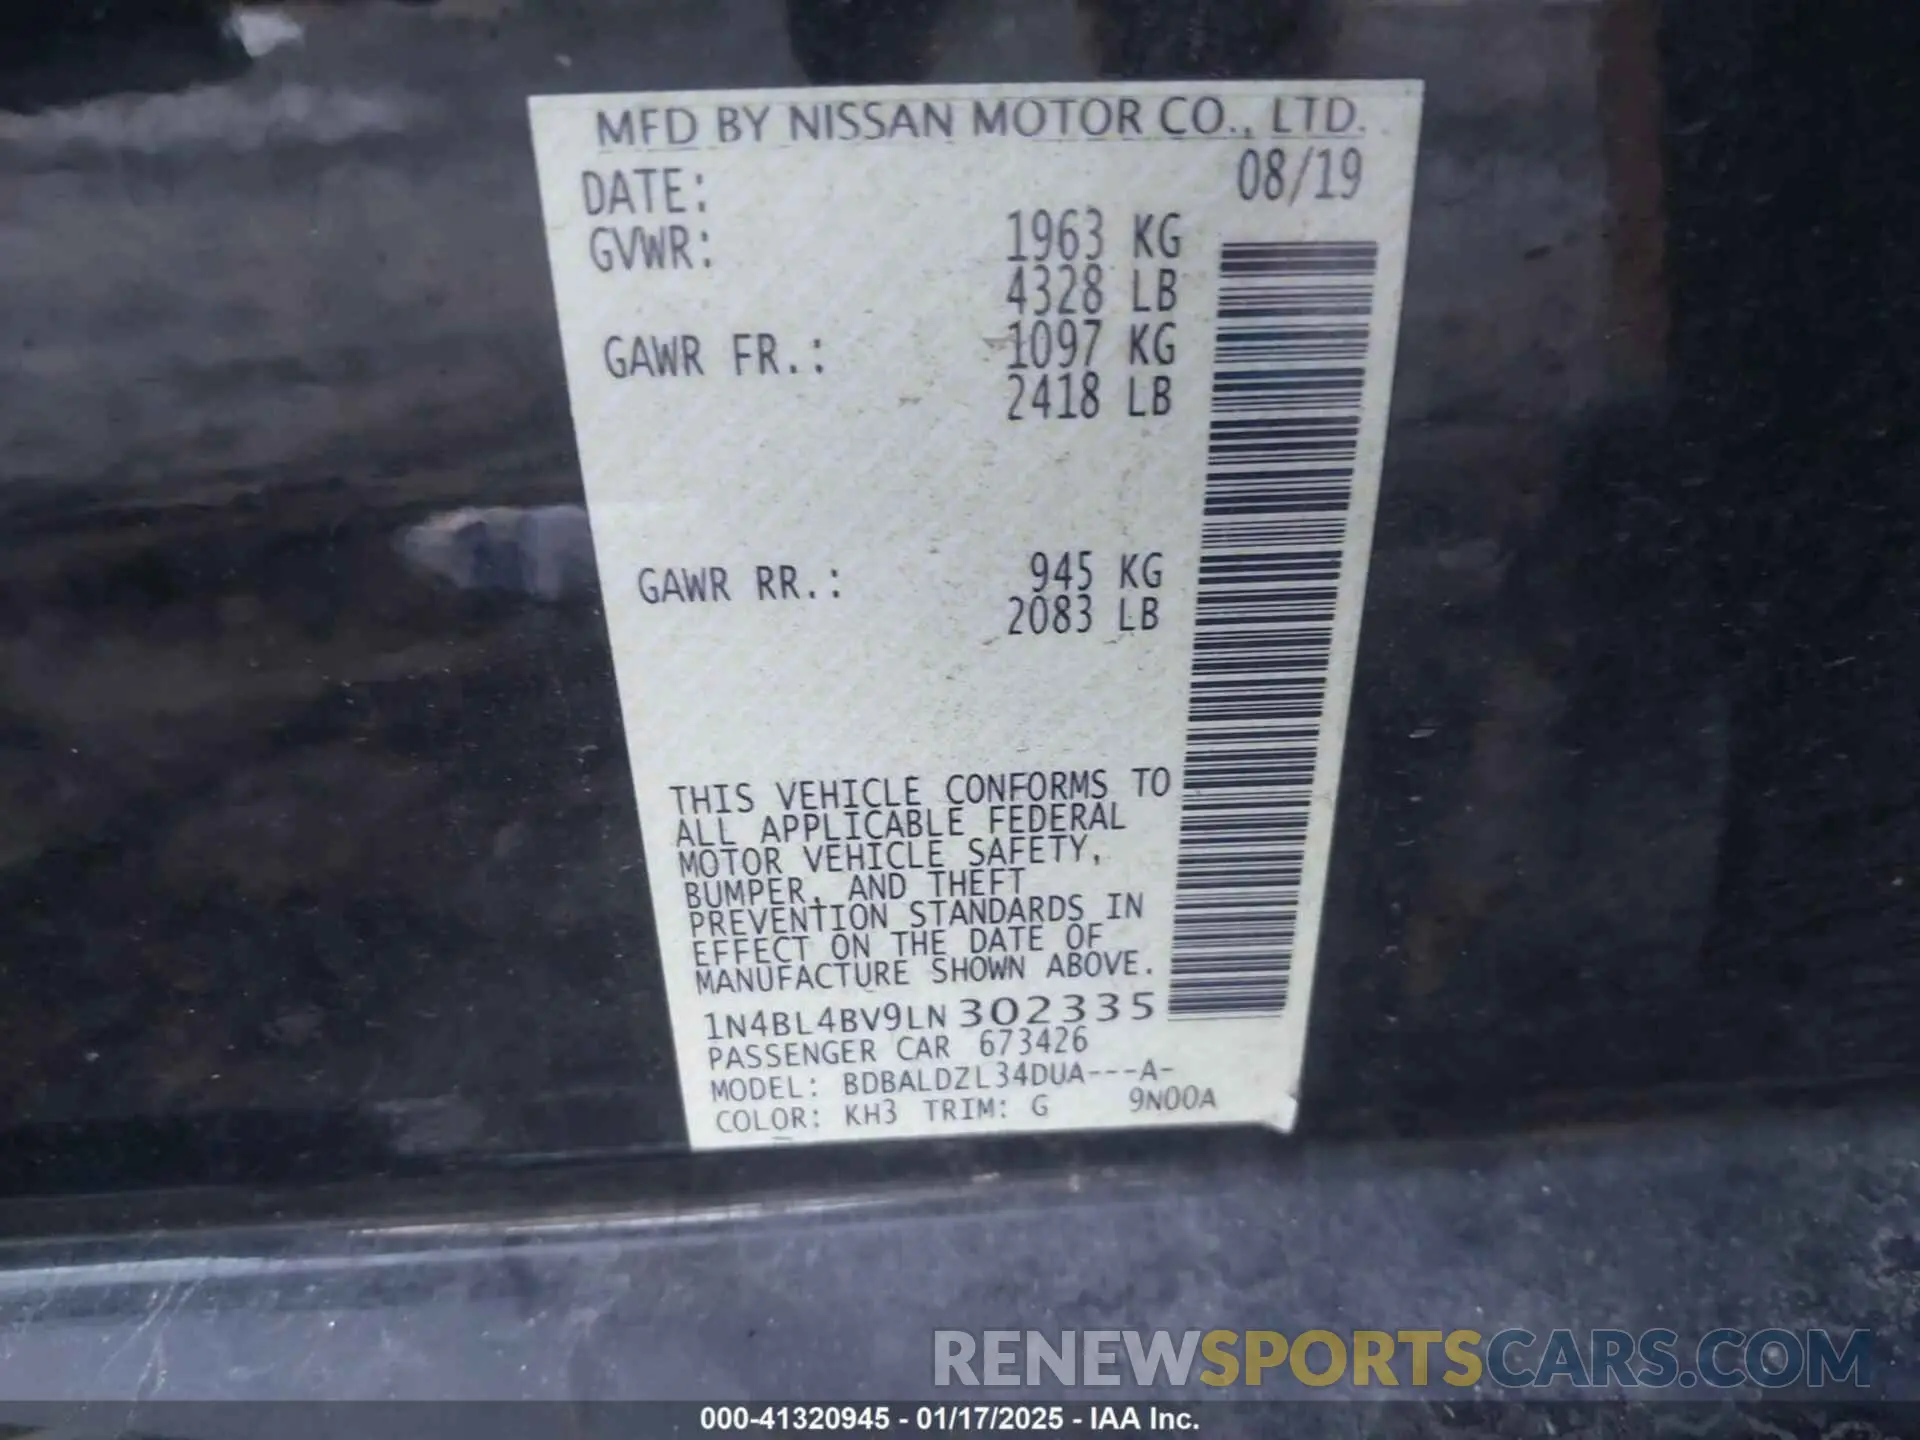 MFD BY NISSAN MOTOR CO., LTD.
DATE: 08/19
GVWR: 1963 KG
4328 LB
GAWR FR.: 1097 KG
2418 LB
GAWR RR.: 945 KG
2083 LB
THIS VEHICLE CONFORMS TO
ALL APPLICABLE FEDERAL
MOTOR VEHICLE SAFETY,
BUMPER, AND THEFT
PREVENTION STANDARDS IN
EFFECT ON THE DATE OF
MANUFACTURE SHOWN ABOVE.
1N4BL4BV9LN302335
PASSENGER CAR 673426
MODEL: BDBALDZL34DUA---A-
COLOR: KH3 TRIM: G 9N00A
RENEWSPORTSCARS.COM
000-41320945 - 01/17/2025 - IAA Inc.